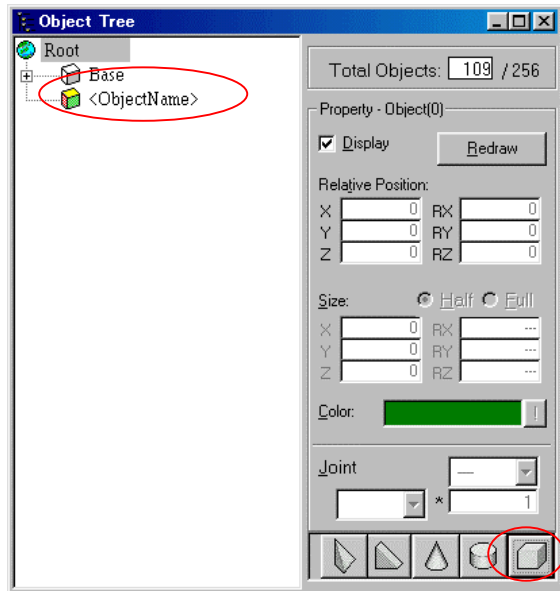 Object Tree
Root
Base
<ObjectName>
Total Objects: 109 / 256
Property - Object(0)
Display
Redraw
Relative Position:
X 0 RX 0
Y 0 RY 0
Z 0 RZ 0
Size: Half Full
X 0 RX ---
Y 0 RY ---
Z 0 RZ ---
Color: !
Joint —
* 1